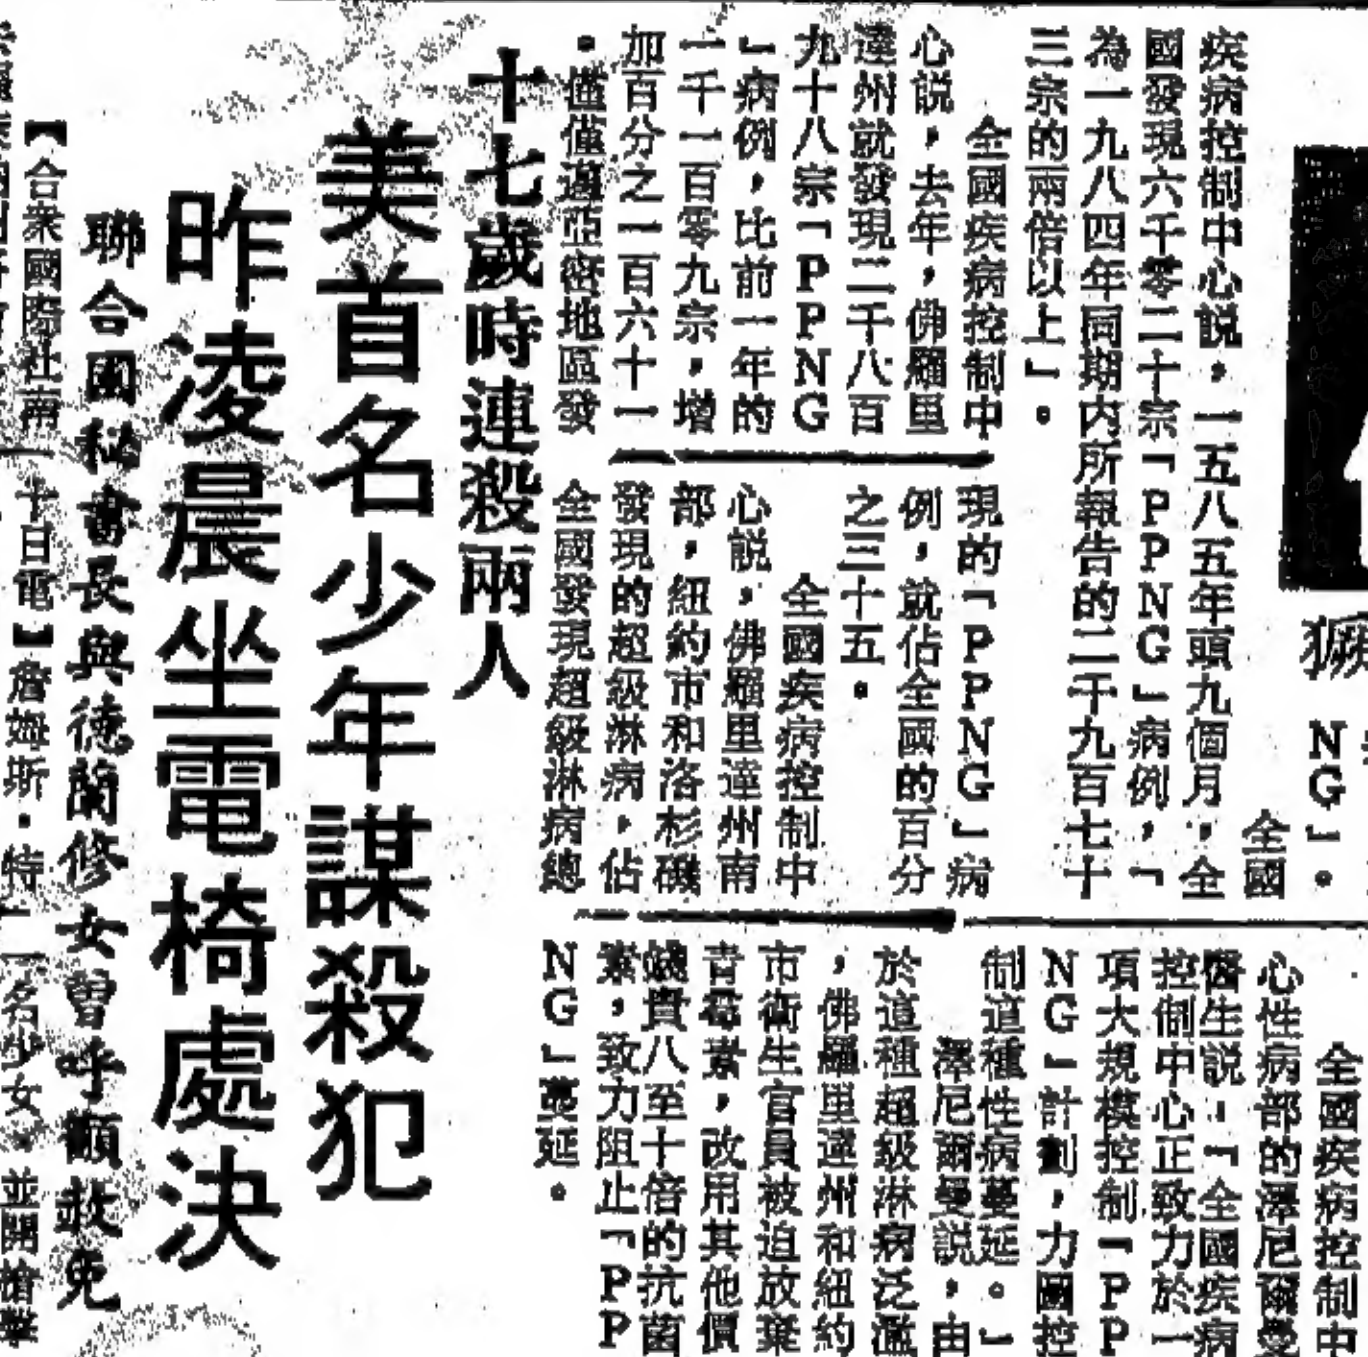 NG」。
全國
疾病控制中心說，一五八五年頭九個月，全
國發現六千零二十宗「PPNG」病例，「
為一九八四年同期內所報告的二千九百七十
三宗的兩倍以上」。
全國疾病控制中
心說，去年，佛羅里
達州就發現二千八百
九十八宗「PPNG
」病例，比前一年的
一千一百零九宗，增
加百分之一百六十一
。僅僅邁亞密地區發
現的「PPNG」病
例，就佔全國的百分
之三十五。
全國疾病控制中
心說，佛羅里達州南
部，紐約市和洛杉磯
發現的超級淋病，佔
全國發現超級淋病總
全國疾病控制中
心性病部的澤尼爾曼
醫生說：「全國疾病
控制中心正致力於一
項大規模控制「PP
NG」計劃，力圖控
制這種性病蔓延。」
澤尼爾曼說，由
於這種超級淋病泛濫
，佛羅里達州和紐約
市衛生官員被迫放棄
青霉素，改用其他價
錢貴八至十倍的抗菌
素，致力阻止「PP
NG」蔓延。
十七歲時連殺兩人
美首名少年謀殺犯
昨凌晨坐電椅處決
聯合國秘書長與德蘭修女曾呼願赦免
【合眾國際社南 十日電】詹姆斯·特 一名少女，並開槍擊